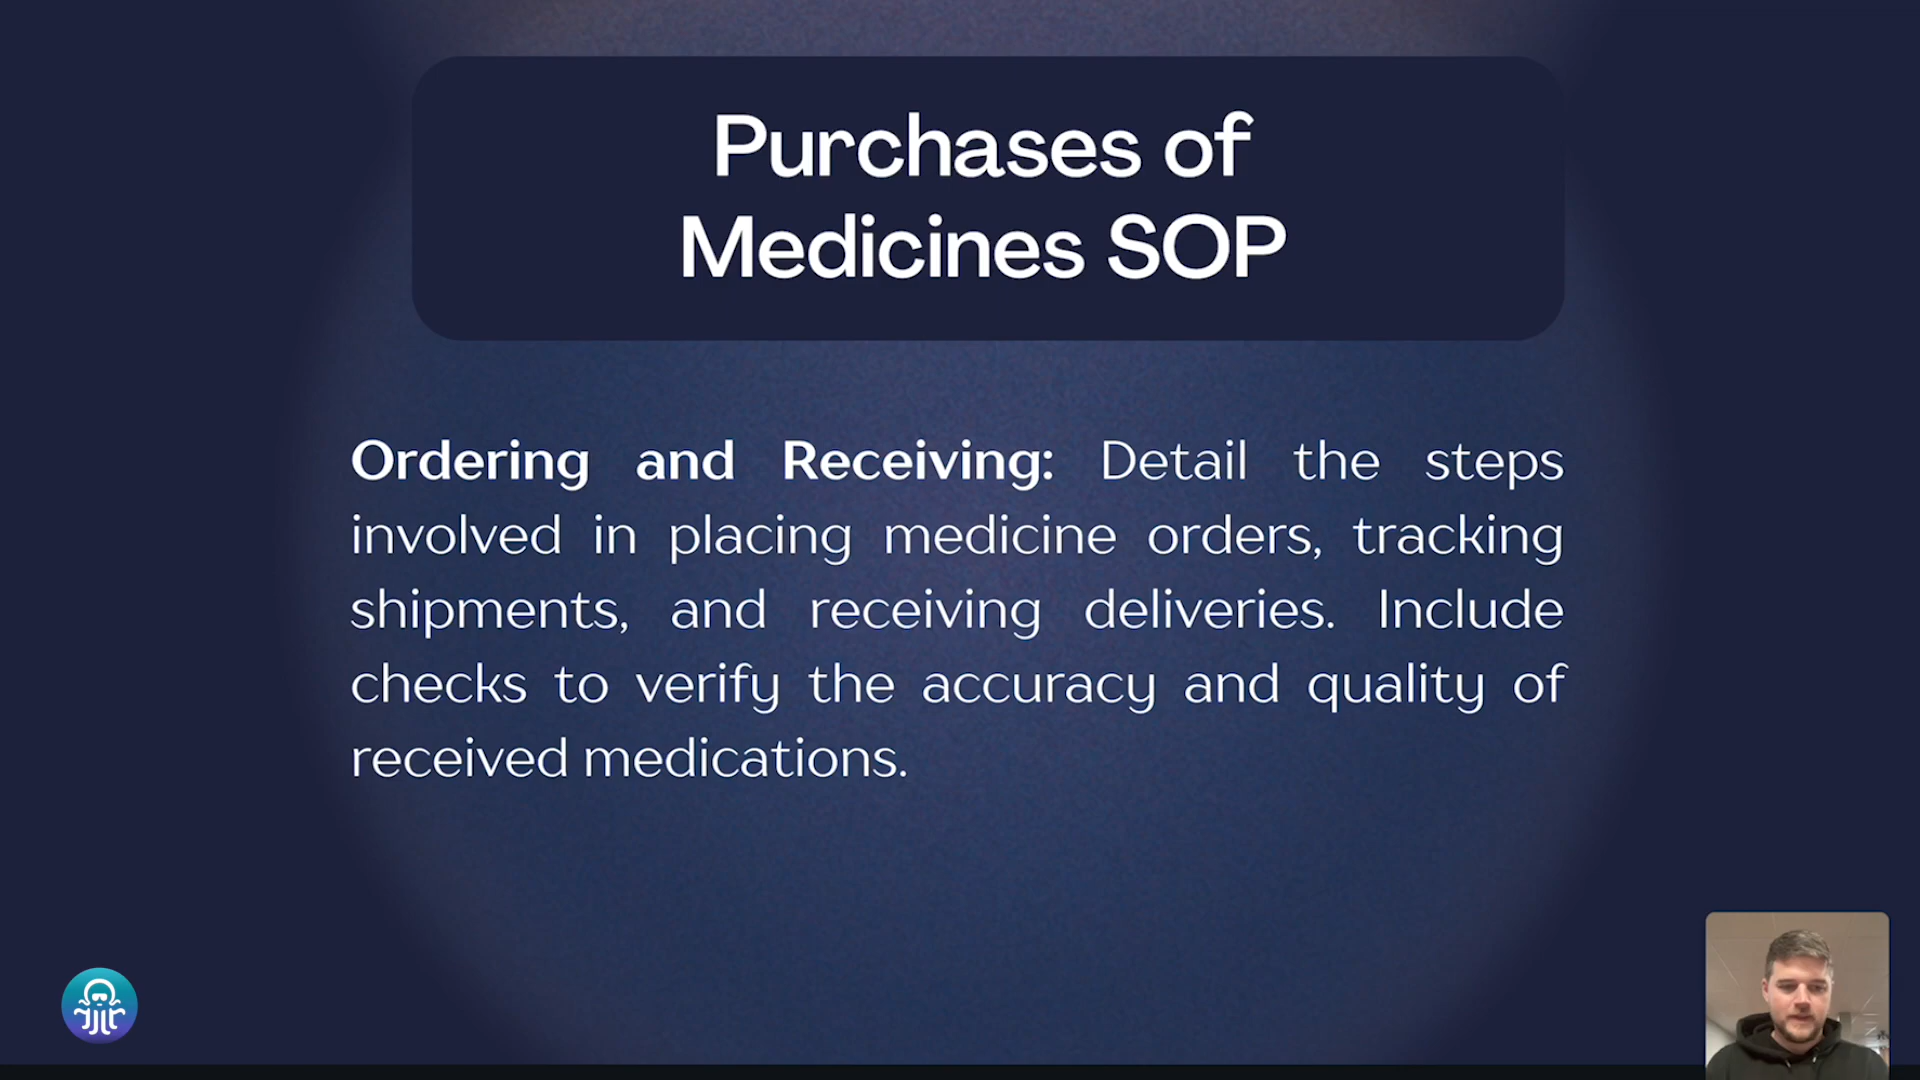 Purchases of
Medicines SOP
Ordering and Receiving: Detail the steps
involved in placing medicine orders, tracking
shipments, and receiving deliveries. Include
checks to verify the accuracy and quality of
received medications.